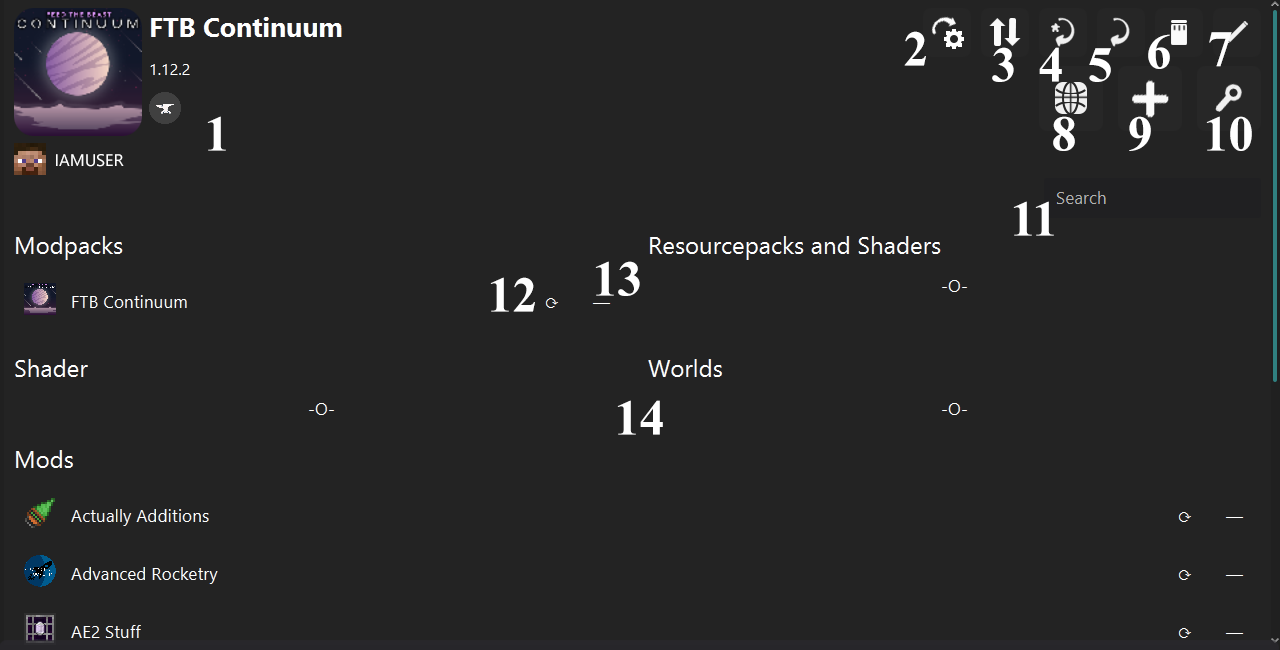 FEED THE BEAST
CONTINUUM
FTB Continuum
1.12.2
1
IAMUSER
2
3
4
5
6
7
8
9
10
11
Search
Modpacks
Resourcepacks and Shaders
FTB Continuum
12
⟳
13
—
-O-
Shader
Worlds
-O-
14
-O-
Mods
Actually Additions
⟳ —
Advanced Rocketry
⟳ —
AE2 Stuff
⟳ —